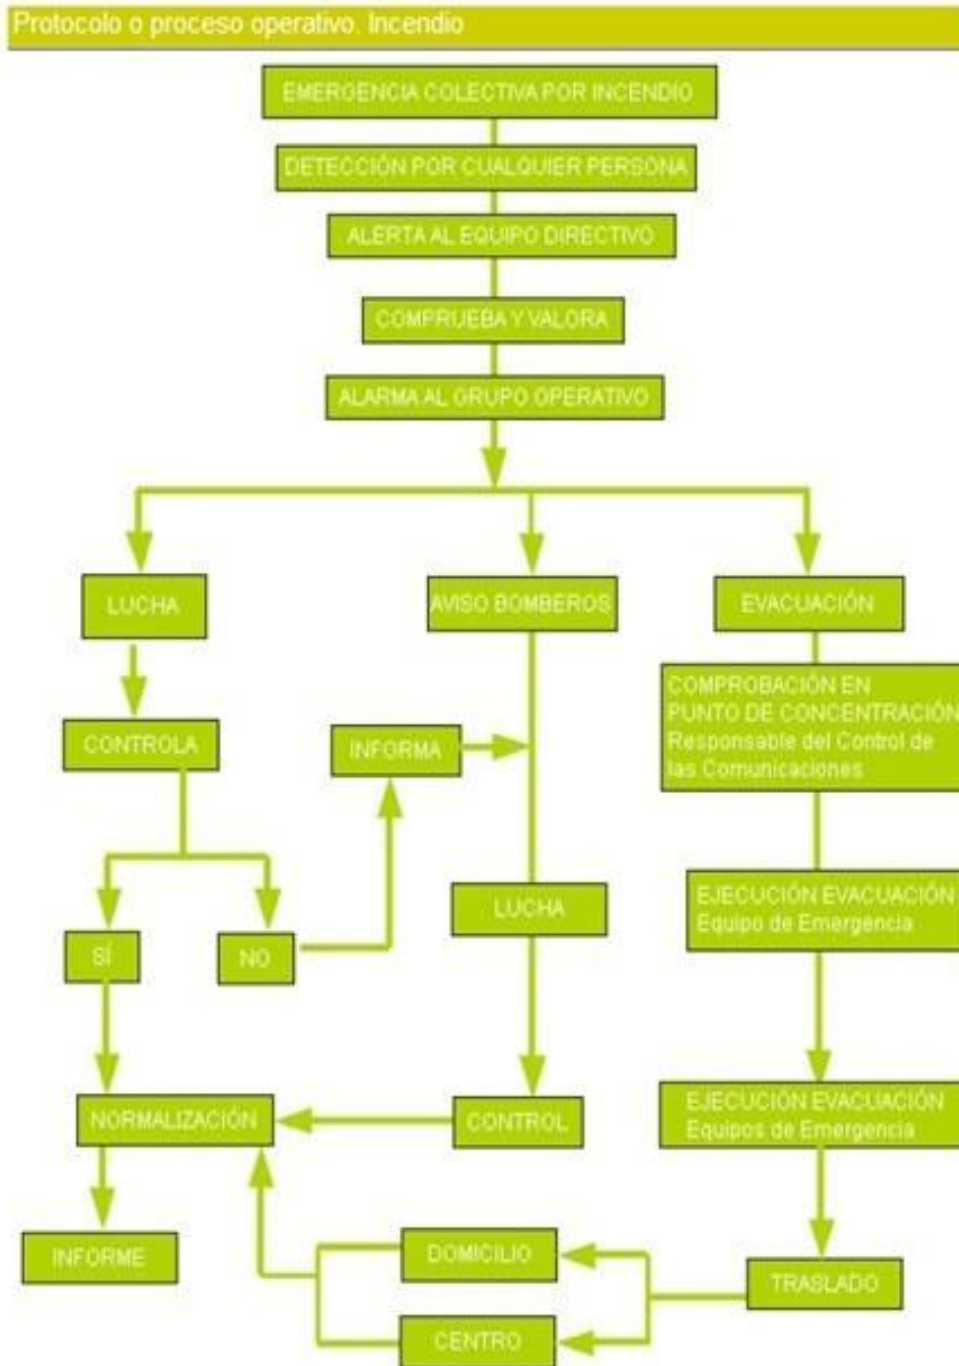 Protocolo o proceso operativo. Incendio
EMERGENCIA COLECTIVA POR INCENDIO
DETECCIÓN POR CUALQUIER PERSONA
ALERTA AL EQUIPO DIRECTIVO
COMPRUEBA Y VALORA
ALARMA AL GRUPO OPERATIVO
LUCHA
AVISO BOMBEROS
EVACUACIÓN
COMPROBACIÓN EN
PUNTO DE CONCENTRACIÓN
Responsable del Control de
las Comunicaciones
CONTROLA
INFORMA
LUCHA
EJECUCIÓN EVACUACIÓN
Equipo de Emergencia
SÍ
NO
NORMALIZACIÓN
CONTROL
EJECUCIÓN EVACUACIÓN
Equipos de Emergencia
INFORME
DOMICILIO
TRASLADO
CENTRO